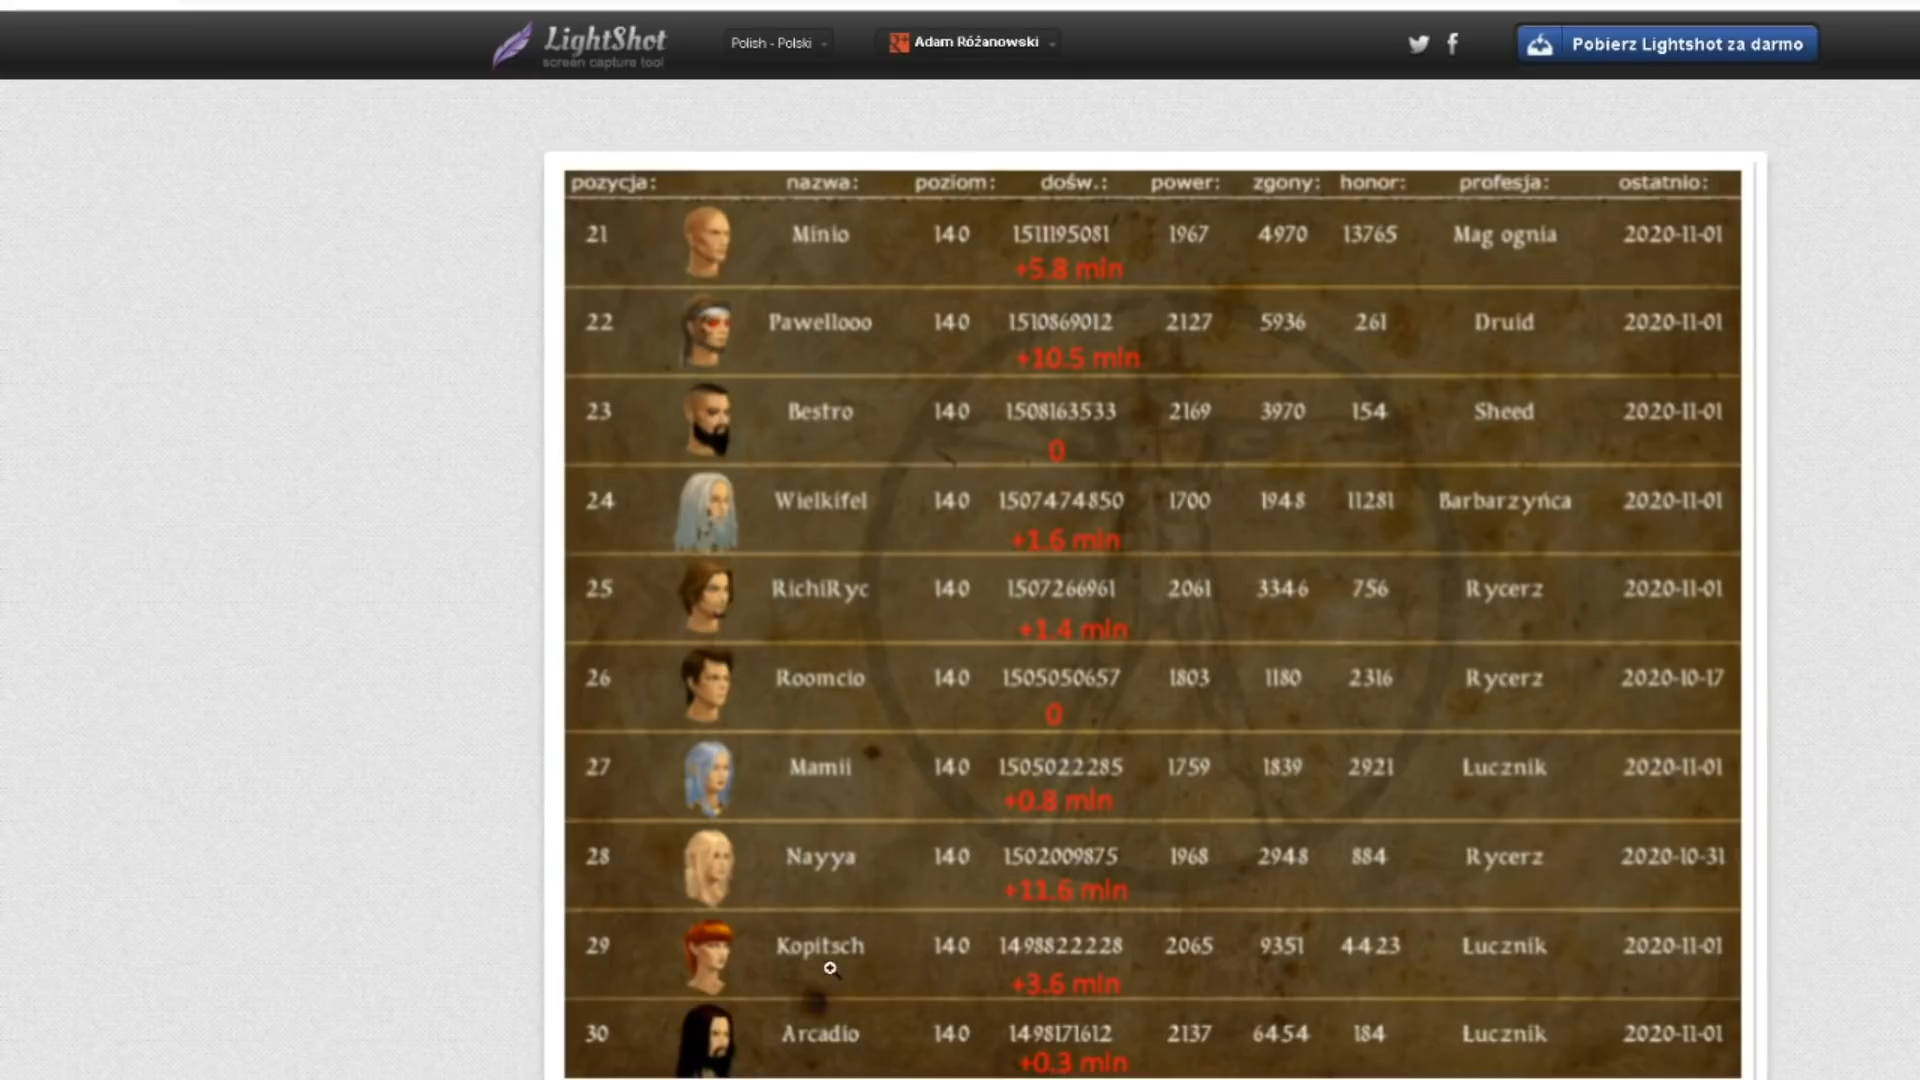 LightShot
screen capture tool
Polish - Polski
Adam Różanowski
Pobierz Lightshot za darmo
pozycja: nazwa: poziom: dośw.: power: zgony: honor: profesja: ostatnio:
21 Minio 140 1511195081 1967 4970 13765 Mag ognia 2020-11-01
+5.8 mln
22 Pawellooo 140 1510869012 2127 5936 261 Druid 2020-11-01
+10.5 mln
23 Bestro 140 1508163533 2169 3970 154 Sheed 2020-11-01
0
24 Wielkifel 140 1507474850 1700 1948 11281 Barbarzyńca 2020-11-01
+1.6 mln
25 RichiRyc 140 1507266961 2061 3346 756 Rycerz 2020-11-01
+1.4 mln
26 Roomcio 140 1505050657 1803 1180 2316 Rycerz 2020-10-17
0
27 Mamii 140 1505022285 1759 1839 2921 Łucznik 2020-11-01
+0.8 mln
28 Nayya 140 1502009875 1968 2948 884 Rycerz 2020-10-31
+11.6 mln
29 Kopitsch 140 1498822228 2065 9351 4423 Łucznik 2020-11-01
+3.6 mln
30 Arcadio 140 1498171612 2137 6454 184 Łucznik 2020-11-01
+0.3 mln